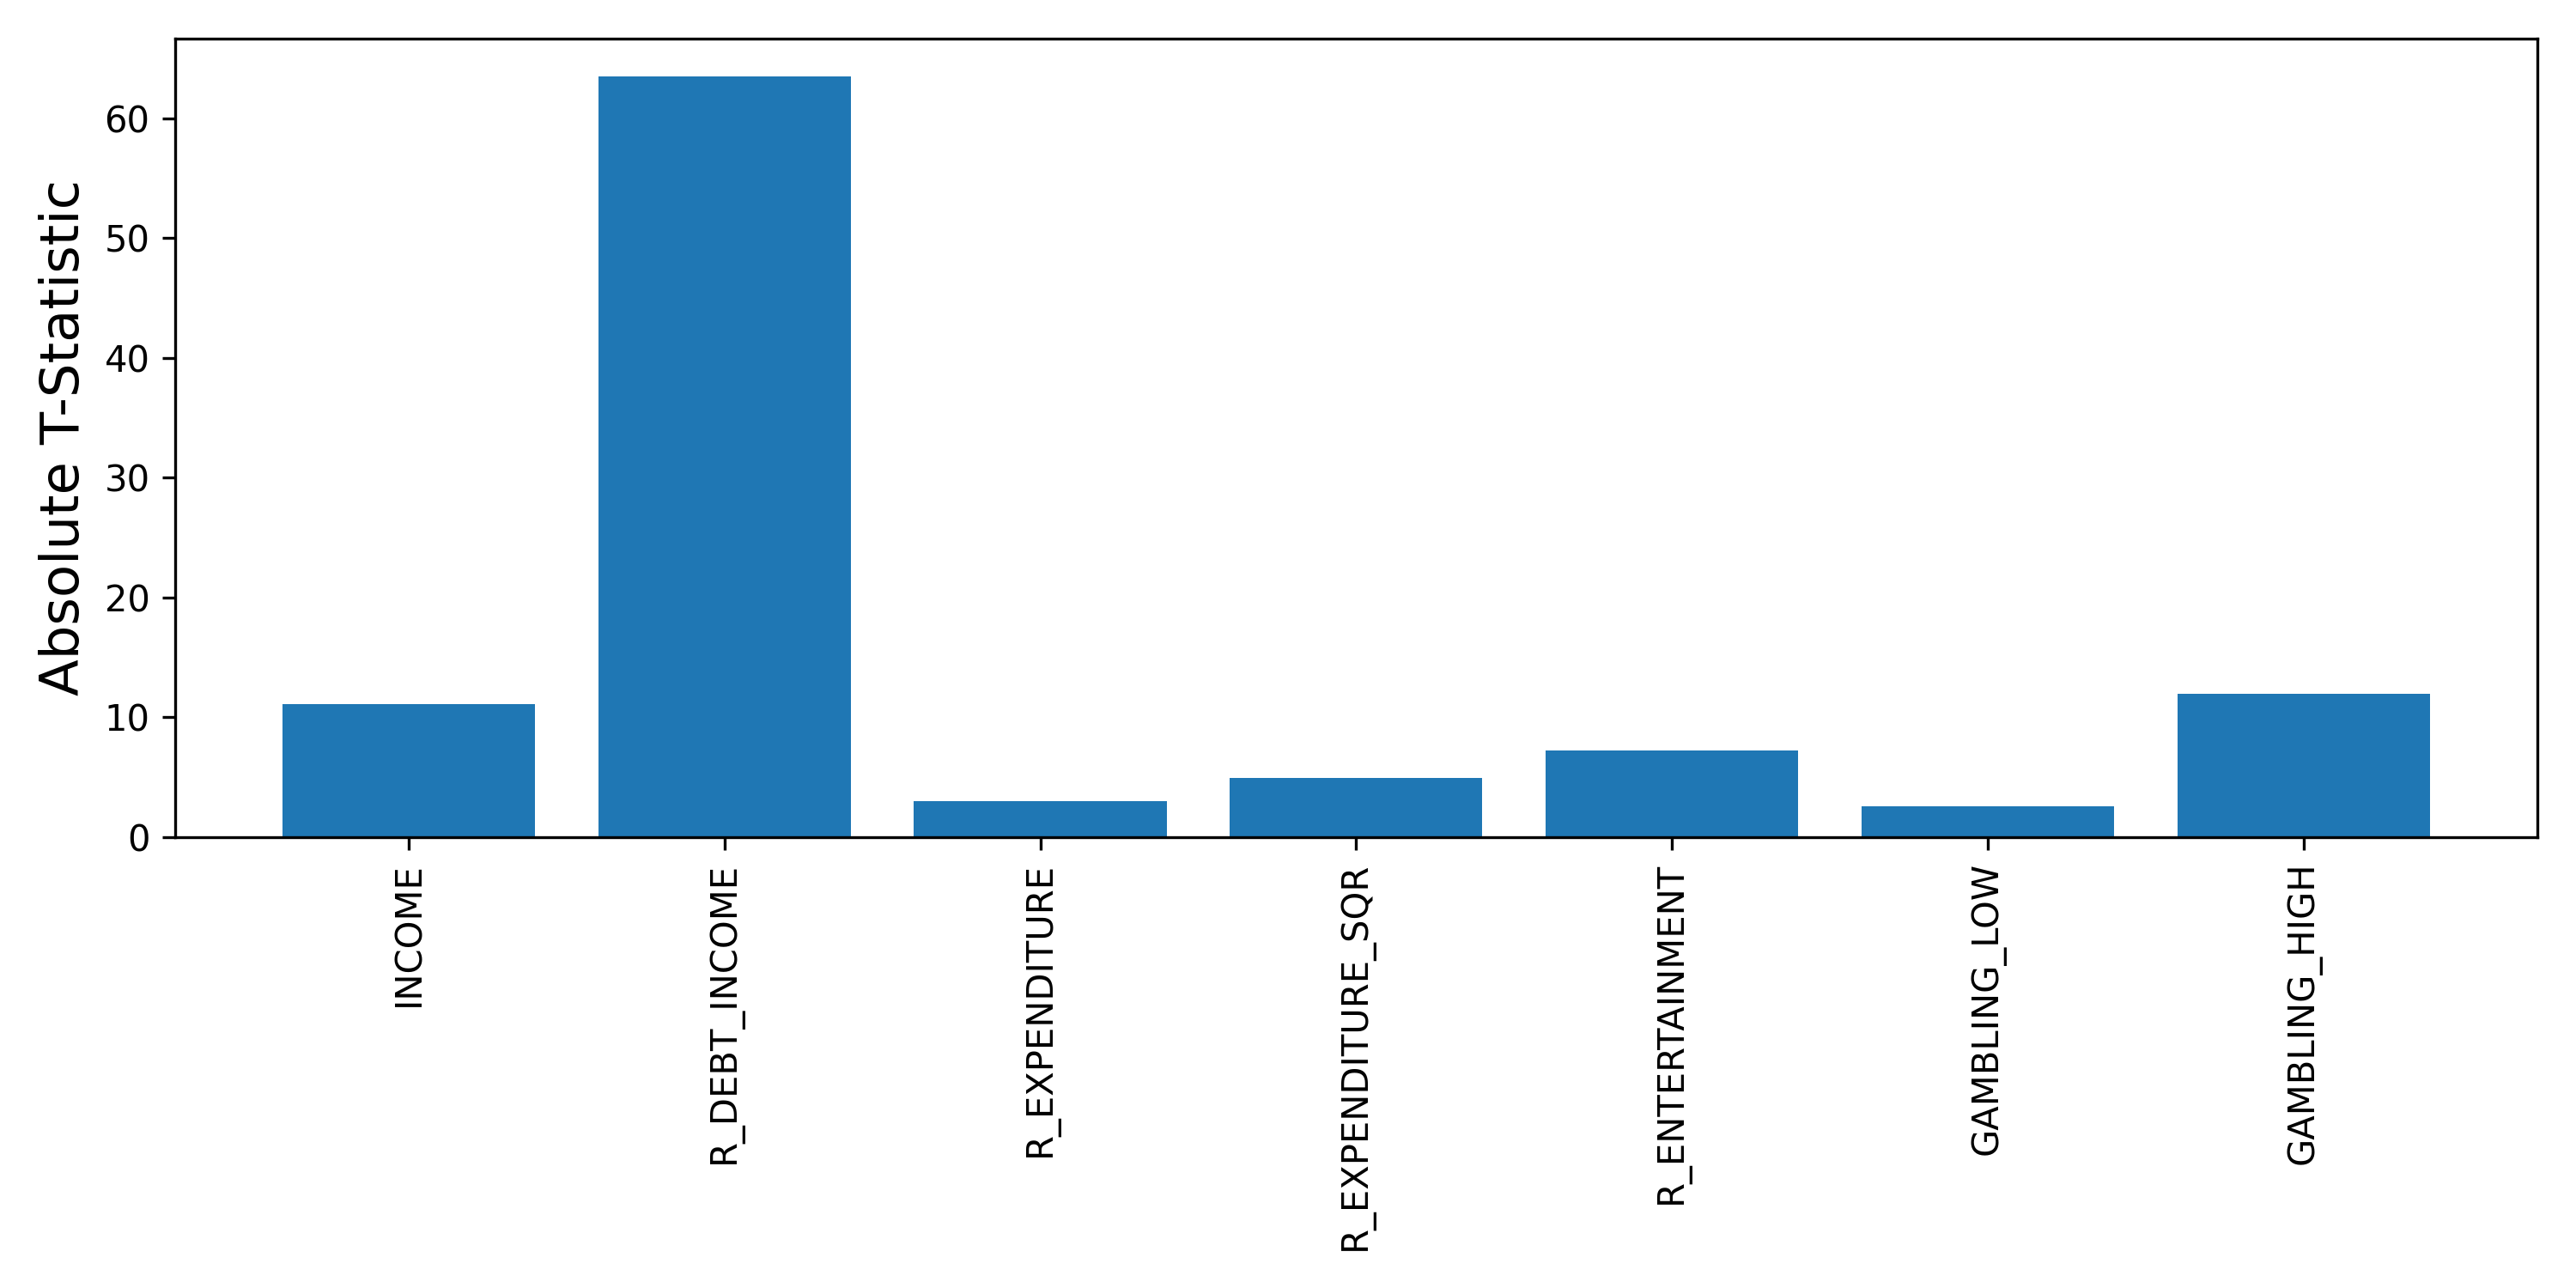 Absolute T-Statistic
60
50
40
30
20
10
0
INCOME
R_DEBT_INCOME
R_EXPENDITURE
R_EXPENDITURE_SQR
R_ENTERTAINMENT
GAMBLING_LOW
GAMBLING_HIGH